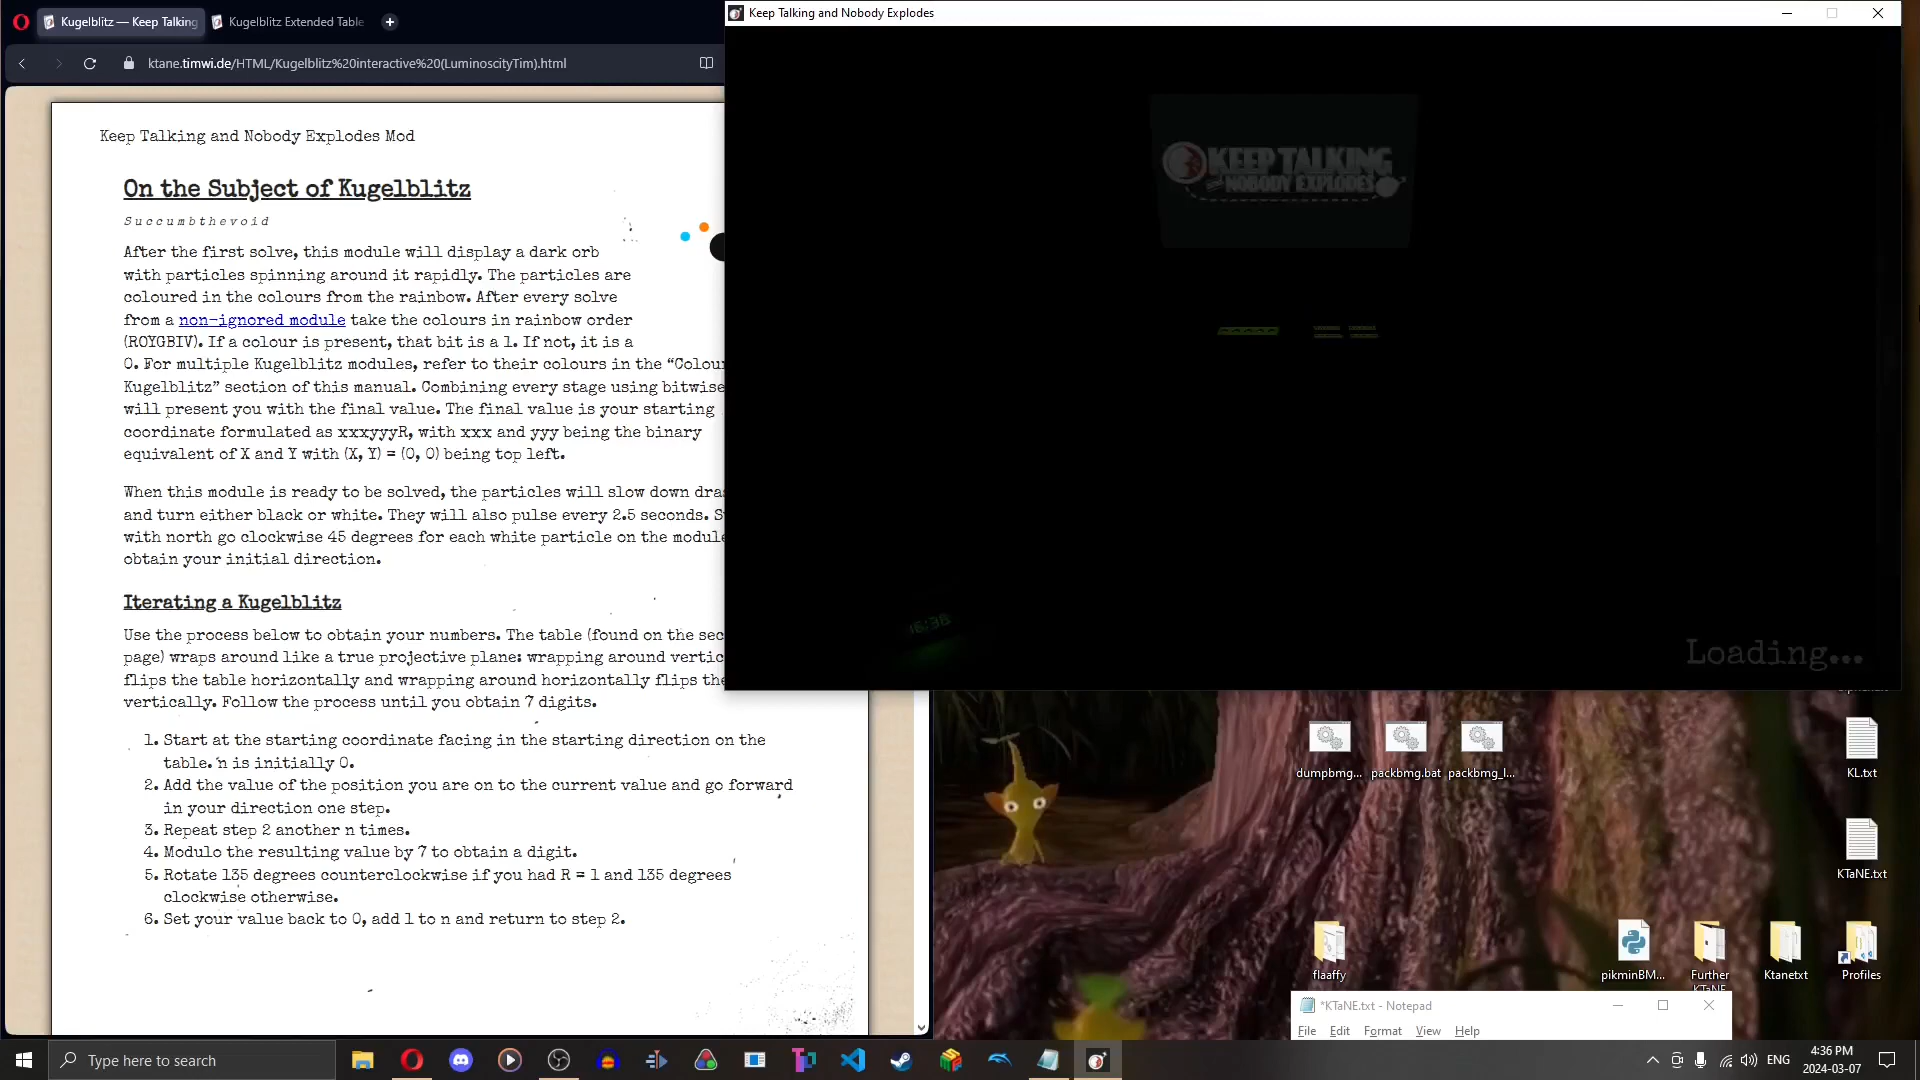 Kugelblitz — Keep Talking
Kugelblitz Extended Table
Keep Talking and Nobody Explodes
ktane.timwi.de/HTML/Kugelblitz%20interactive%20(LuminoscityTim).html
Keep Talking and Nobody Explodes Mod
On the Subject of Kugelblitz
Succumbthevoid
After the first solve, this module will display a dark orb
with particles spinning around it rapidly. The particles are
coloured in the colours from the rainbow. After every solve
from a non-ignored module take the colours in rainbow order
(ROYGBIV). If a colour is present, that bit is a 1. If not, it is a
0. For multiple Kugelblitz modules, refer to their colours in the “Colou
Kugelblitz” section of this manual. Combining every stage using bitwise
will present you with the final value. The final value is your starting
coordinate formulated as xxxyyyR, with xxx and yyy being the binary
equivalent of X and Y with (X, Y) = (0, 0) being top left.
When this module is ready to be solved, the particles will slow down dra
and turn either black or white. They will also pulse every 2.5 seconds. S
with north go clockwise 45 degrees for each white particle on the module
obtain your initial direction.
Iterating a Kugelblitz
Use the process below to obtain your numbers. The table (found on the sec
page) wraps around like a true projective plane: wrapping around vertic
flips the table horizontally and wrapping around horizontally flips the
vertically. Follow the process until you obtain 7 digits.
1. Start at the starting coordinate facing in the starting direction on the
table. n is initially 0.
2. Add the value of the position you are on to the current value and go forward
in your direction one step.
3. Repeat step 2 another n times.
4. Modulo the resulting value by 7 to obtain a digit.
5. Rotate 135 degrees counterclockwise if you had R = 1 and 135 degrees
clockwise otherwise.
6. Set your value back to 0, add 1 to n and return to step 2.
KEEP TALKING
and NOBODY EXPLODES
16:38
Loading...
dumpbmg... packbmg.bat packbmg_l...
KL.txt
KTaNE.txt
flaaffy
pikminBM... Further KTaNE Ktanetxt Profiles
*KTaNE.txt - Notepad
File Edit Format View Help
Type here to search
ENG
4:36 PM
2024-03-07